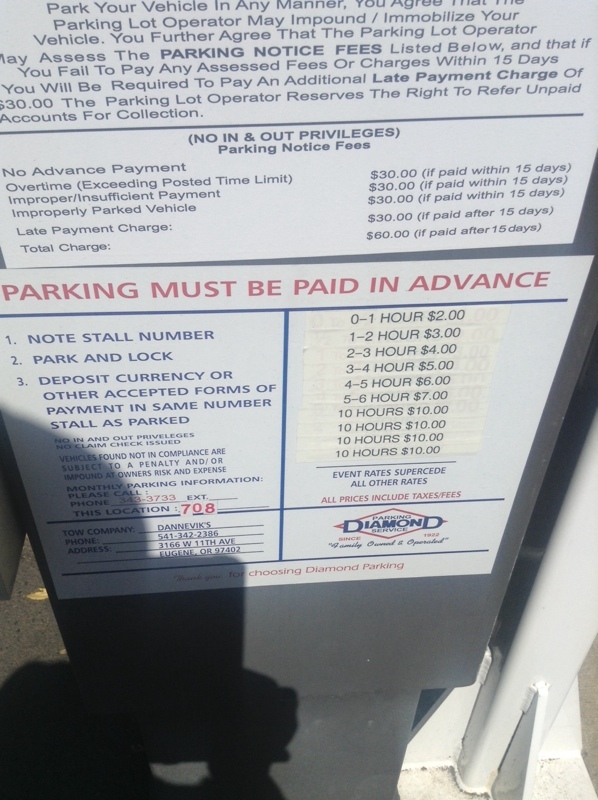 Park Your Vehicle In Any Manner, You Agree That The
Parking Lot Operator May Impound / Immobilize Your
Vehicle. You Further Agree That The Parking Lot Operator
May Assess The PARKING NOTICE FEES Listed Below, and that if
You Fail To Pay Any Assessed Fees Or Charges Within 15 Days
You Will Be Required To Pay An Additional Late Payment Charge Of
$30.00 The Parking Lot Operator Reserves The Right To Refer Unpaid
Accounts For Collection.
(NO IN & OUT PRIVILEGES)
Parking Notice Fees
No Advance Payment
Overtime (Exceeding Posted Time Limit) $30.00 (if paid within 15 days)
Improper/Insufficient Payment $30.00 (if paid within 15 days)
Improperly Parked Vehicle $30.00 (if paid within 15 days)
Late Payment Charge: $30.00 (if paid after 15 days)
Total Charge: $60.00 (if paid after 15 days)
PARKING MUST BE PAID IN ADVANCE
1. NOTE STALL NUMBER
2. PARK AND LOCK
3. DEPOSIT CURRENCY OR
OTHER ACCEPTED FORMS OF
PAYMENT IN SAME NUMBER
STALL AS PARKED
NO IN AND OUT PRIVELEGES
NO CLAIM CHECK ISSUED
VEHICLES FOUND NOT IN COMPLIANCE ARE
SUBJECT TO A PENALTY AND/OR
IMPOUND AT OWNERS RISK AND EXPENSE
MONTHLY PARKING INFORMATION:
PLEASE CALL :
PHONE 343-3733 EXT.
THIS LOCATION : 708
TOW COMPANY: DANNEVIK'S
PHONE: 541-342-2386
ADDRESS: 3166 W 11TH AVE
EUGENE, OR 97402
0-1 HOUR $2.00
1-2 HOUR $3.00
2-3 HOUR $4.00
3-4 HOUR $5.00
4-5 HOUR $6.00
5-6 HOUR $7.00
10 HOURS $10.00
10 HOURS $10.00
10 HOURS $10.00
10 HOURS $10.00
EVENT RATES SUPERCEDE
ALL OTHER RATES
ALL PRICES INCLUDE TAXES/FEES
PARKING
DIAMOND
SERVICE
SINCE 1922
"Family Owned & Operated"
Thank you for choosing Diamond Parking